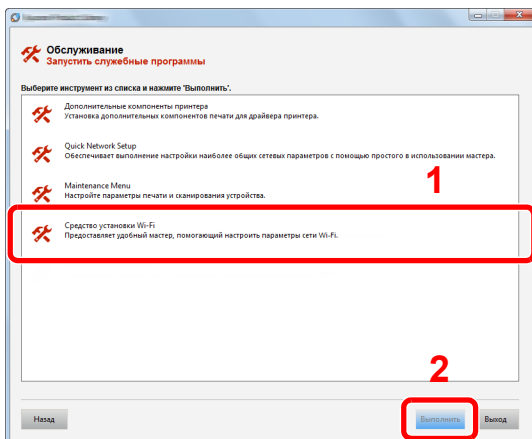 Обслуживание
Запустить служебные программы
Выберите инструмент из списка и нажмите 'Выполнить'.
Дополнительные компоненты принтера
Установка дополнительных компонентов печати для драйвера принтера.
Quick Network Setup
Обеспечивает выполнение настройки наиболее общих сетевых параметров с помощью простого в использовании мастера.
1
Maintenance Menu
Настройте параметры печати и сканирования устройства.
Средство установки Wi-Fi
Предоставляет удобный мастер, помогающий настроить параметры сети Wi-Fi.
2
Назад
Выполнить
Выход